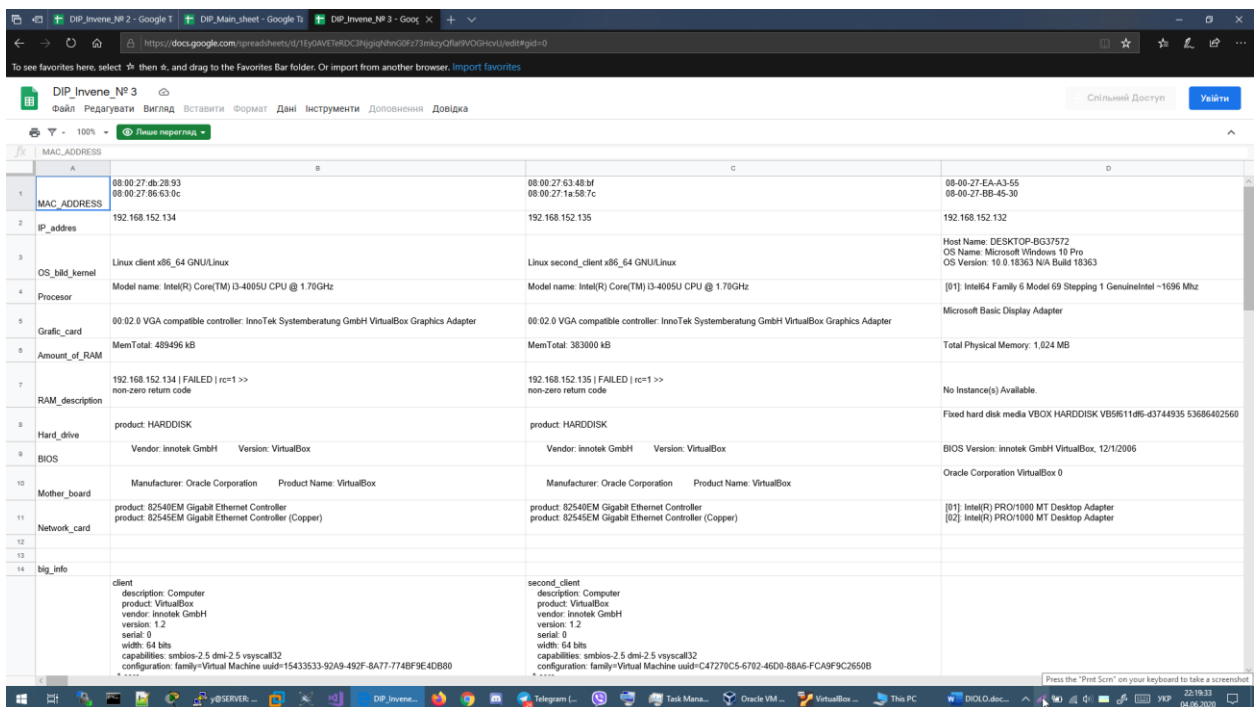 DIP_Invene_№ 2 - Google T
DIP_Main_sheet - Google Ta
DIP_Invene_№ 3 - Goog
https://docs.google.com/spreadsheets/d/1Ey0AVETeRDC3NjgiqNhnG0Fz73mkzyQflaI9VOGHcvU/edit#gid=0
To see favorites here, select then, and drag to the Favorites Bar folder. Or import from another browser. Import favorites
DIP_Invene_№ 3
Файл Редагувати Вигляд Вставити Формат Дані Інструменти Доповнення Довідка
Спільний Доступ
Увійти
100%
Лише перегляд
fx MAC_ADDRESS
A B C D
1 MAC_ADDRESS
08:00:27:db:28:93
08:00:27:86:63:0c
08:00:27:63:48:bf
08:00:27:1a:58:7c
08-00-27-EA-A3-55
08-00-27-BB-45-30
2 IP_addres
192.168.152.134
192.168.152.135
192.168.152.132
3 OS_bild_kernel
Linux client x86_64 GNU/Linux
Linux second_client x86_64 GNU/Linux
Host Name: DESKTOP-BG37572
OS Name: Microsoft Windows 10 Pro
OS Version: 10.0.18363 N/A Build 18363
4 Procesor
Model name: Intel(R) Core(TM) i3-4005U CPU @ 1.70GHz
Model name: Intel(R) Core(TM) i3-4005U CPU @ 1.70GHz
[01]: Intel64 Family 6 Model 69 Stepping 1 GenuineIntel ~1696 Mhz
5 Grafic_card
00:02.0 VGA compatible controller: InnoTek Systemberatung GmbH VirtualBox Graphics Adapter
00:02.0 VGA compatible controller: InnoTek Systemberatung GmbH VirtualBox Graphics Adapter
Microsoft Basic Display Adapter
6 Amount_of_RAM
MemTotal: 489496 kB
MemTotal: 383000 kB
Total Physical Memory: 1,024 MB
7 RAM_description
192.168.152.134 | FAILED | rc=1 >>
non-zero return code
192.168.152.135 | FAILED | rc=1 >>
non-zero return code
No Instance(s) Available.
8 Hard_drive
product: HARDDISK
product: HARDDISK
Fixed hard disk media VBOX HARDDISK VB5f611df6-d3744935 53686402560
9 BIOS
Vendor: innotek GmbH Version: VirtualBox
Vendor: innotek GmbH Version: VirtualBox
BIOS Version: innotek GmbH VirtualBox, 12/1/2006
10 Mother_board
Manufacturer: Oracle Corporation Product Name: VirtualBox
Manufacturer: Oracle Corporation Product Name: VirtualBox
Oracle Corporation VirtualBox 0
11 Network_card
product: 82540EM Gigabit Ethernet Controller
product: 82545EM Gigabit Ethernet Controller (Copper)
product: 82540EM Gigabit Ethernet Controller
product: 82545EM Gigabit Ethernet Controller (Copper)
[01]: Intel(R) PRO/1000 MT Desktop Adapter
[02]: Intel(R) PRO/1000 MT Desktop Adapter
12
13
14 big_info
client
description: Computer
product: VirtualBox
vendor: innotek GmbH
version: 1.2
serial: 0
width: 64 bits
capabilities: smbios-2.5 dmi-2.5 vsyscall32
configuration: family=Virtual Machine uuid=15433533-92A9-492F-8A77-774BF9E4DB80
second_client
description: Computer
product: VirtualBox
vendor: innotek GmbH
version: 1.2
serial: 0
width: 64 bits
capabilities: smbios-2.5 dmi-2.5 vsyscall32
configuration: family=Virtual Machine uuid=C47270C5-6702-46D0-88A6-FCA9F9C2650B
Press the "Prnt Scrn" on your keyboard to take a screenshot
y@SERVER: ...
DIP_Invene...
Telegram (...
Task Mana...
Oracle VM ...
VirtualBox ...
This PC
DIOLO.doc...
УКР
22:19:33
04.06.2020